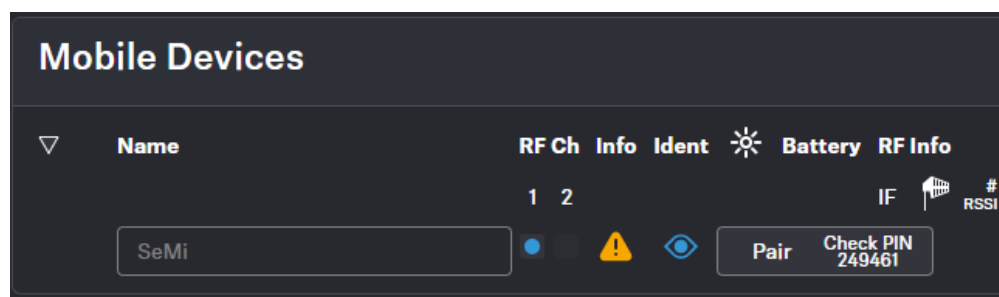 Mobile Devices
Name RF Ch Info Ident Battery RF Info
1 2 IF # RSSI
SeMi Pair Check PIN 249461